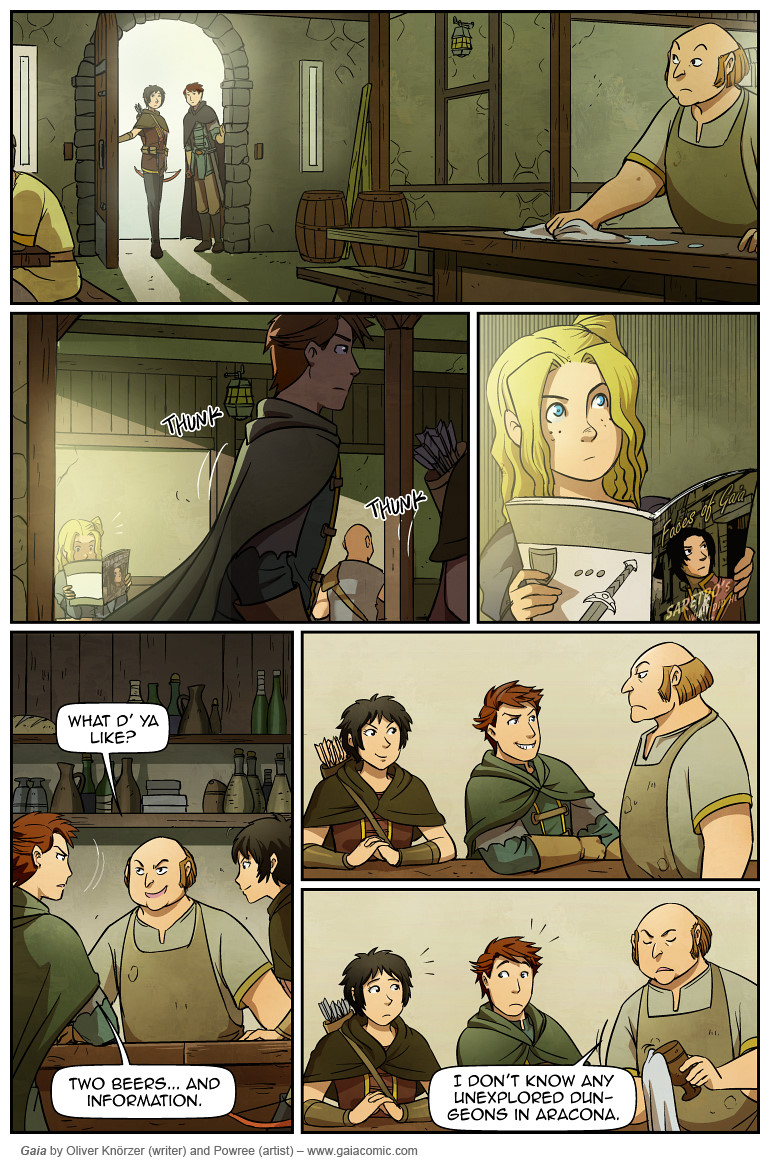 THUNK
THUNK
Faces of Gaia
SARETRO'S
WHAT D' YA
LIKE?
TWO BEERS... AND
INFORMATION.
I DON'T KNOW ANY
UNEXPLORED DUN-
GEONS IN ARACONA.
Gaia by Oliver Knörzer (writer) and Powree (artist) – www.gaiacomic.com